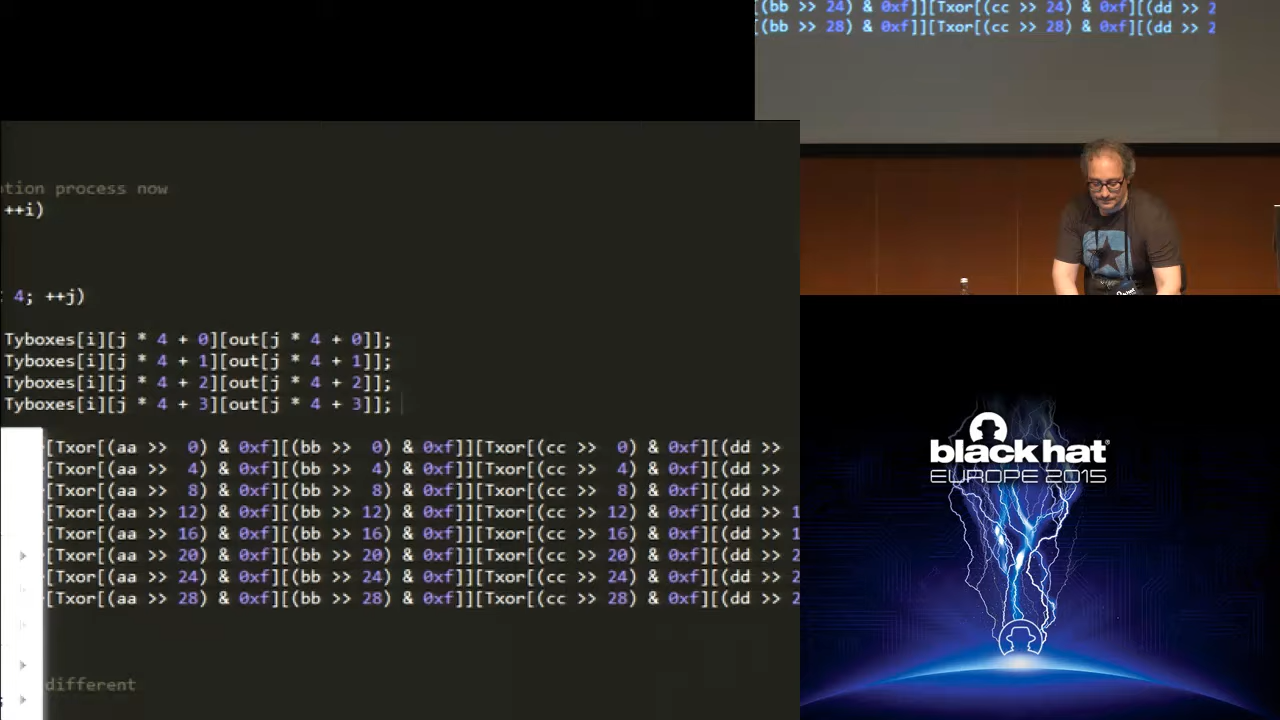 [(bb >> 24) & 0xf]][Txor[(cc >> 24) & 0xf][(dd >> 2
[(bb >> 28) & 0xf]][Txor[(cc >> 28) & 0xf][(dd >> 2
tion process now
++i)
4; ++j)
Tyboxes[i][j * 4 + 0][out[j * 4 + 0]];
Tyboxes[i][j * 4 + 1][out[j * 4 + 1]];
Tyboxes[i][j * 4 + 2][out[j * 4 + 2]];
Tyboxes[i][j * 4 + 3][out[j * 4 + 3]];
[Txor[(aa >>  0) & 0xf][(bb >>  0) & 0xf]][Txor[(cc >>  0) & 0xf][(dd >>
[Txor[(aa >>  4) & 0xf][(bb >>  4) & 0xf]][Txor[(cc >>  4) & 0xf][(dd >>
[Txor[(aa >>  8) & 0xf][(bb >>  8) & 0xf]][Txor[(cc >>  8) & 0xf][(dd >>
[Txor[(aa >> 12) & 0xf][(bb >> 12) & 0xf]][Txor[(cc >> 12) & 0xf][(dd >> 1
[Txor[(aa >> 16) & 0xf][(bb >> 16) & 0xf]][Txor[(cc >> 16) & 0xf][(dd >> 1
[Txor[(aa >> 20) & 0xf][(bb >> 20) & 0xf]][Txor[(cc >> 20) & 0xf][(dd >> 2
[Txor[(aa >> 24) & 0xf][(bb >> 24) & 0xf]][Txor[(cc >> 24) & 0xf][(dd >> 2
[Txor[(aa >> 28) & 0xf][(bb >> 28) & 0xf]][Txor[(cc >> 28) & 0xf][(dd >> 2
different
black hat
EUROPE 2015